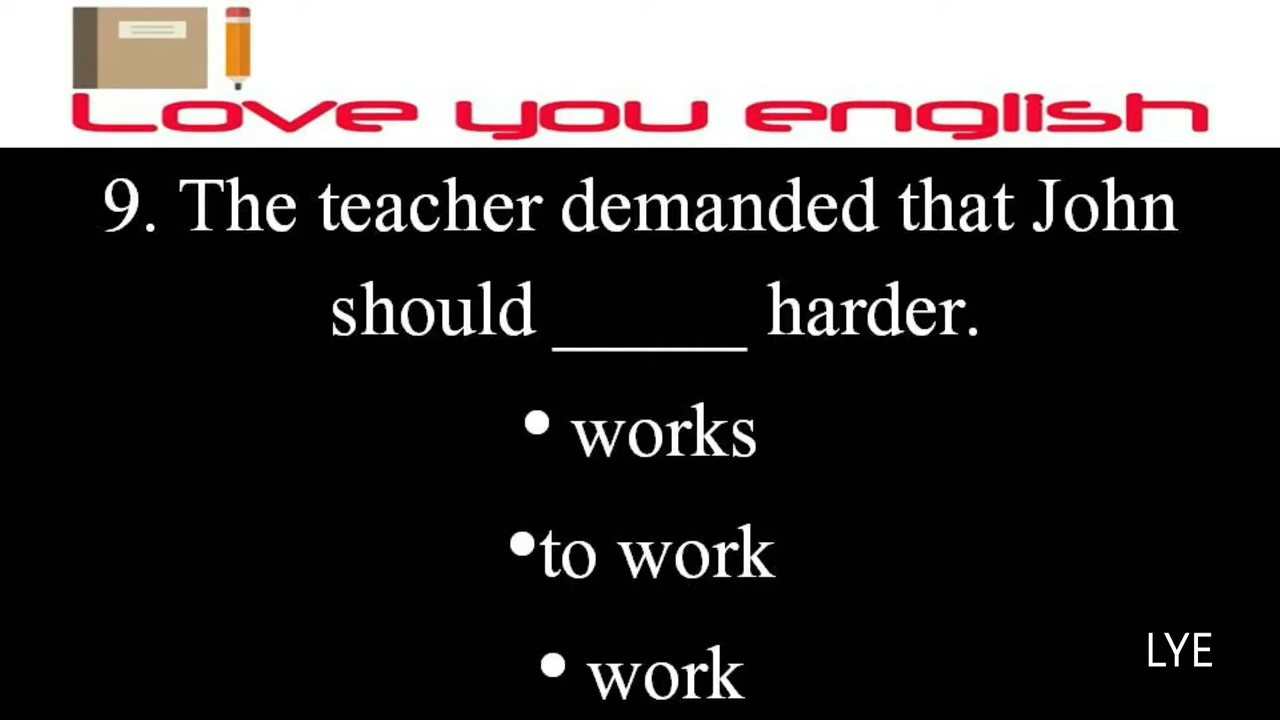 Love you english
9. The teacher demanded that John
should ______ harder.
• works
•to work
• work
LYE